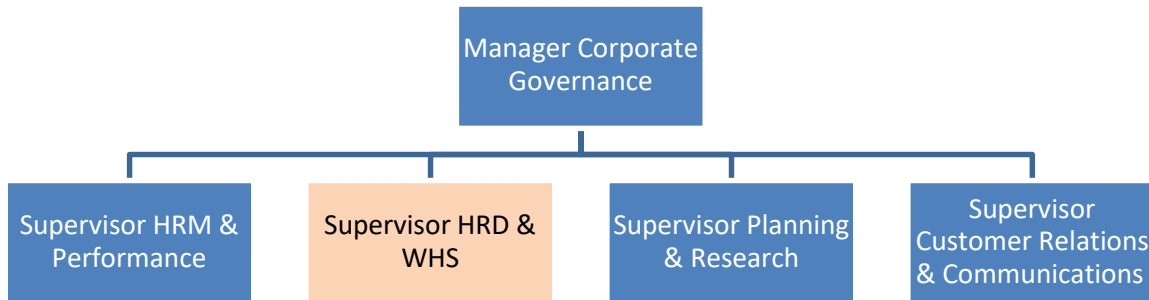 Manager Corporate
Governance
Supervisor HRM &
Performance
Supervisor HRD &
WHS
Supervisor Planning
& Research
Supervisor
Customer Relations
& Communications